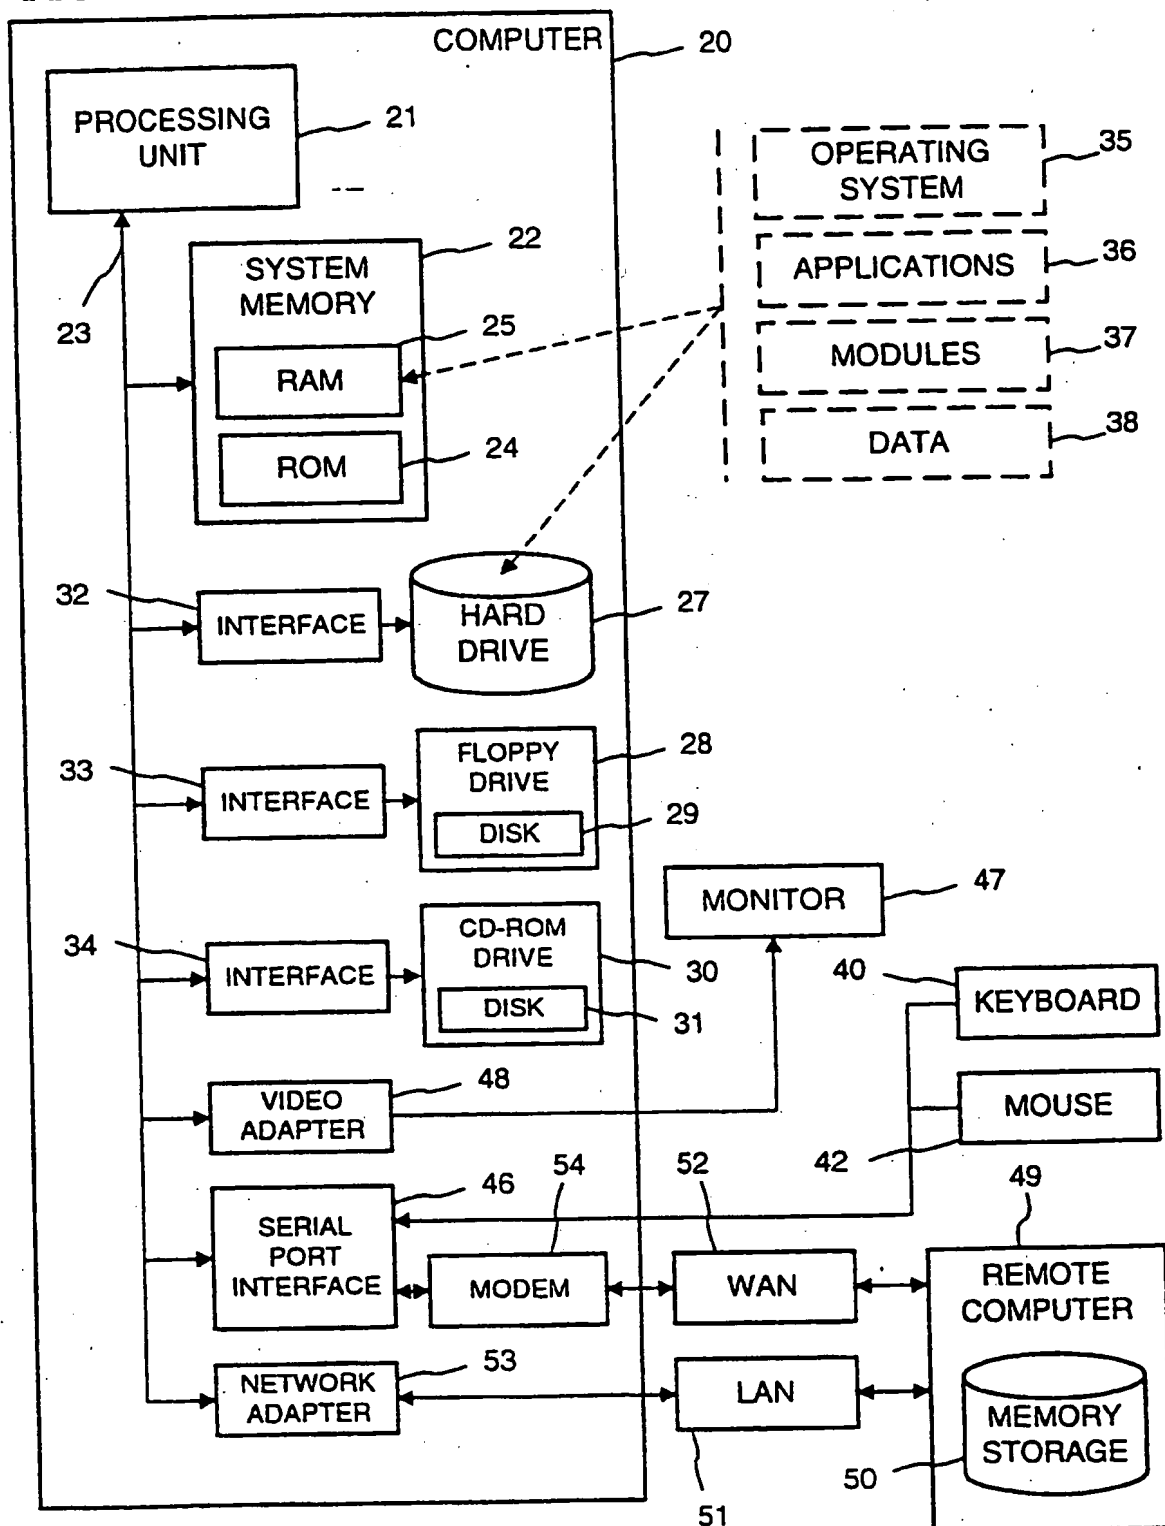 COMPUTER
20
PROCESSING
UNIT
21
OPERATING
SYSTEM
35
23
SYSTEM
MEMORY
22
APPLICATIONS
36
RAM
25
MODULES
37
ROM
24
DATA
38
32
INTERFACE
HARD
DRIVE
27
33
INTERFACE
FLOPPY
DRIVE
28
DISK
29
MONITOR
47
34
INTERFACE
CD-ROM
DRIVE
30
DISK
31
40
KEYBOARD
VIDEO
ADAPTER
48
MOUSE
42
SERIAL
PORT
INTERFACE
46
54
MODEM
52
WAN
49
REMOTE
COMPUTER
NETWORK
ADAPTER
53
LAN
51
MEMORY
STORAGE
50